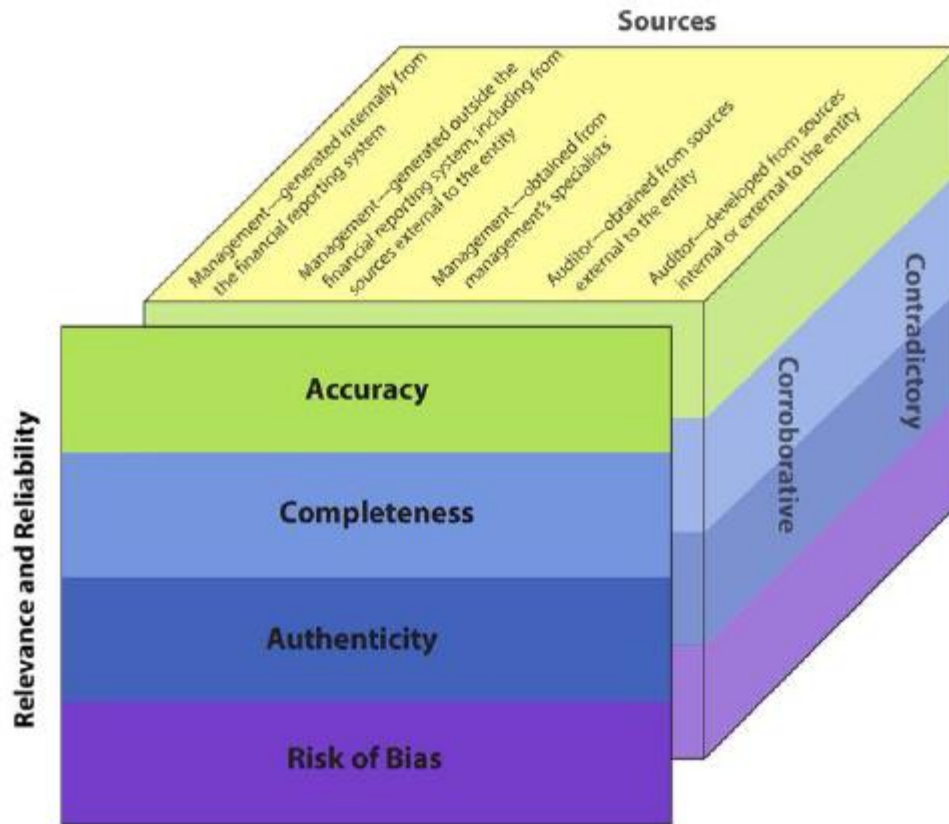 Sources
Management—generated internally from
the financial reporting system
Management—generated outside the
financial reporting system, including from
sources external to the entity
Management—obtained from
management's specialists'
Auditor—obtained from sources
external to the entity
Auditor—developed from sources
internal or external to the entity
Relevance and Reliability
Accuracy
Completeness
Authenticity
Risk of Bias
Corroborative
Contradictory